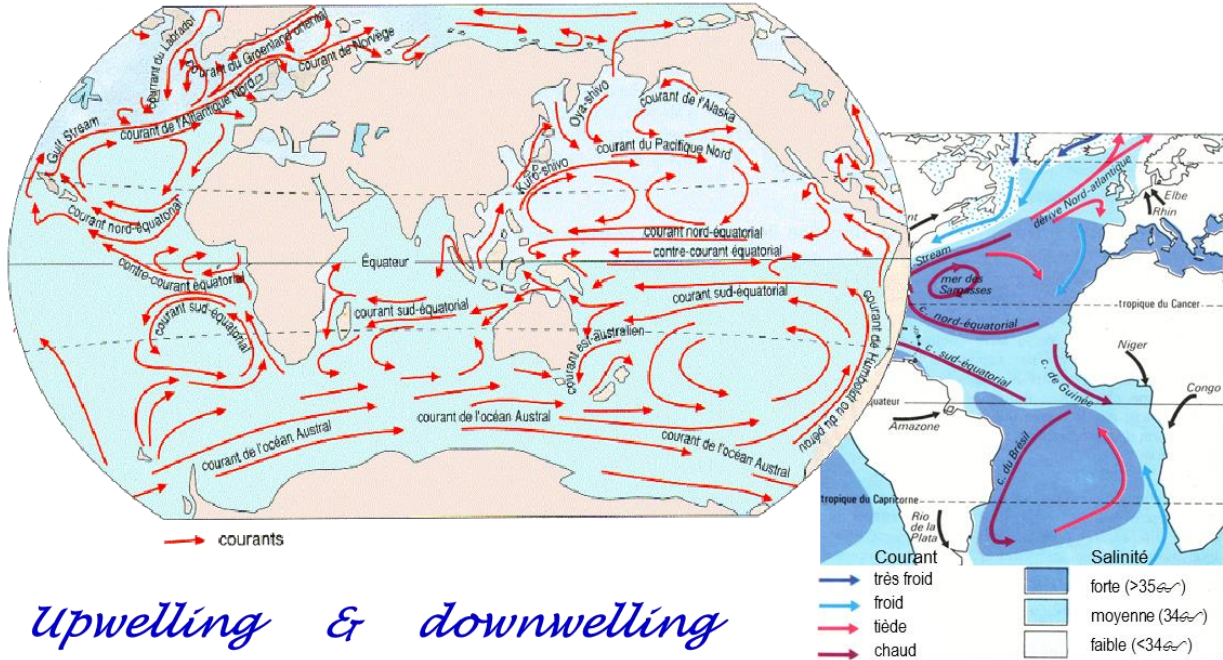 courant du Labrador
courant du Groenland oriental
courant de Norvège
Gulf Stream
courant de l'Atlantique Nord
Oya-shivo
courant de l'Alaska
Kuro-shivo
courant du Pacifique Nord
courant nord-équatorial
courant nord-équatorial
contre-courant équatorial
contre-courant équatorial
Équateur
courant sud-équatorial
courant sud-équatorial
courant sud-équatorial
courant est-australien
courant de Humboldt ou du pérou
courant de l'océan Austral
courant de l'océan Austral
courant de l'océan Austral
courants
Upwelling & downwelling
dérive Nord-atlantique
Elbe
Rhin
Stream
mer des
Sargasses
tropique du Cancer
c. nord-équatorial
c. sud-équatorial
c. de Guinée
Niger
Congo
quateur
Amazone
c. du Brésil
tropique du Capricorne
Rio
de la
Plata
Courant
très froid
froid
tiède
chaud
Salinité
forte (>35
moyenne (34
faible (<34